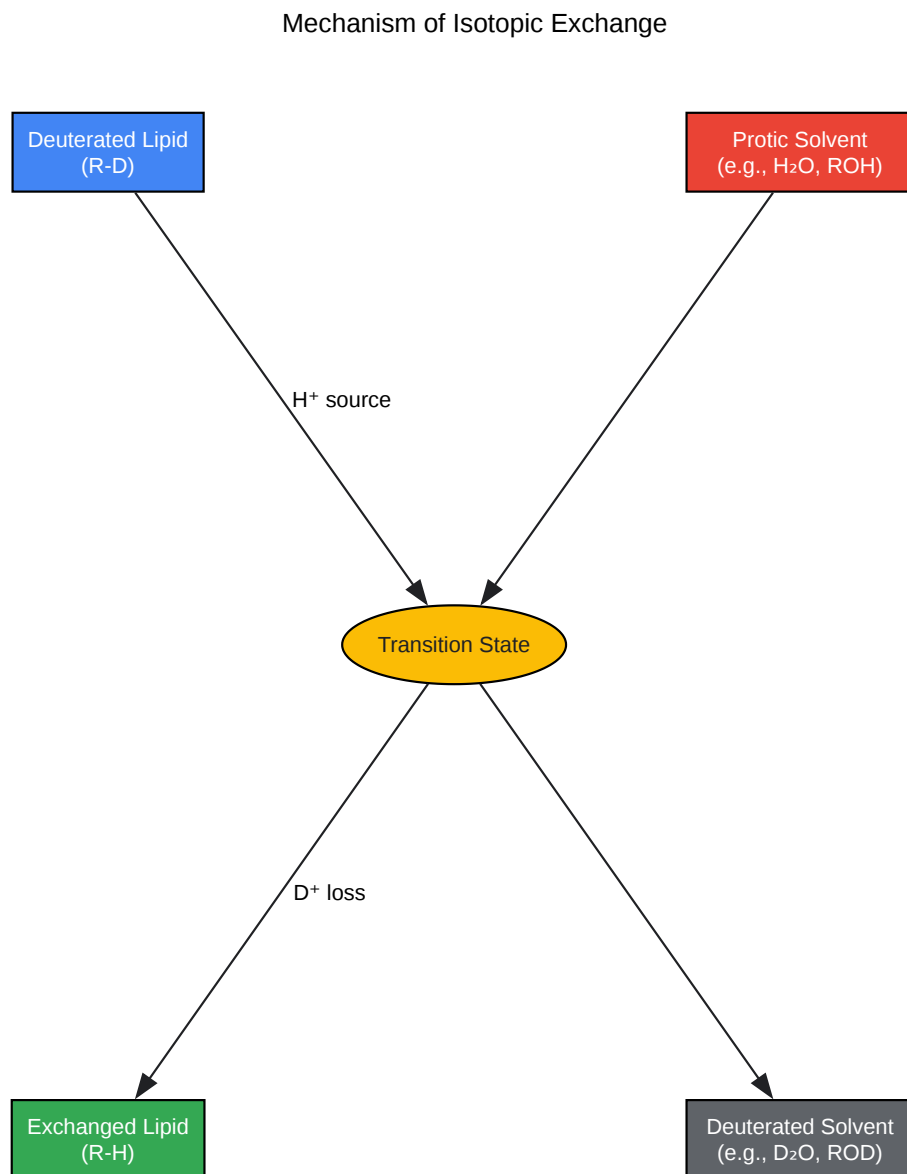 Mechanism of Isotopic Exchange
Deuterated Lipid
(R-D)
Protic Solvent
(e.g., H₂O, ROH)
H⁺ source
Transition State
D⁺ loss
Exchanged Lipid
(R-H)
Deuterated Solvent
(e.g., D₂O, ROD)